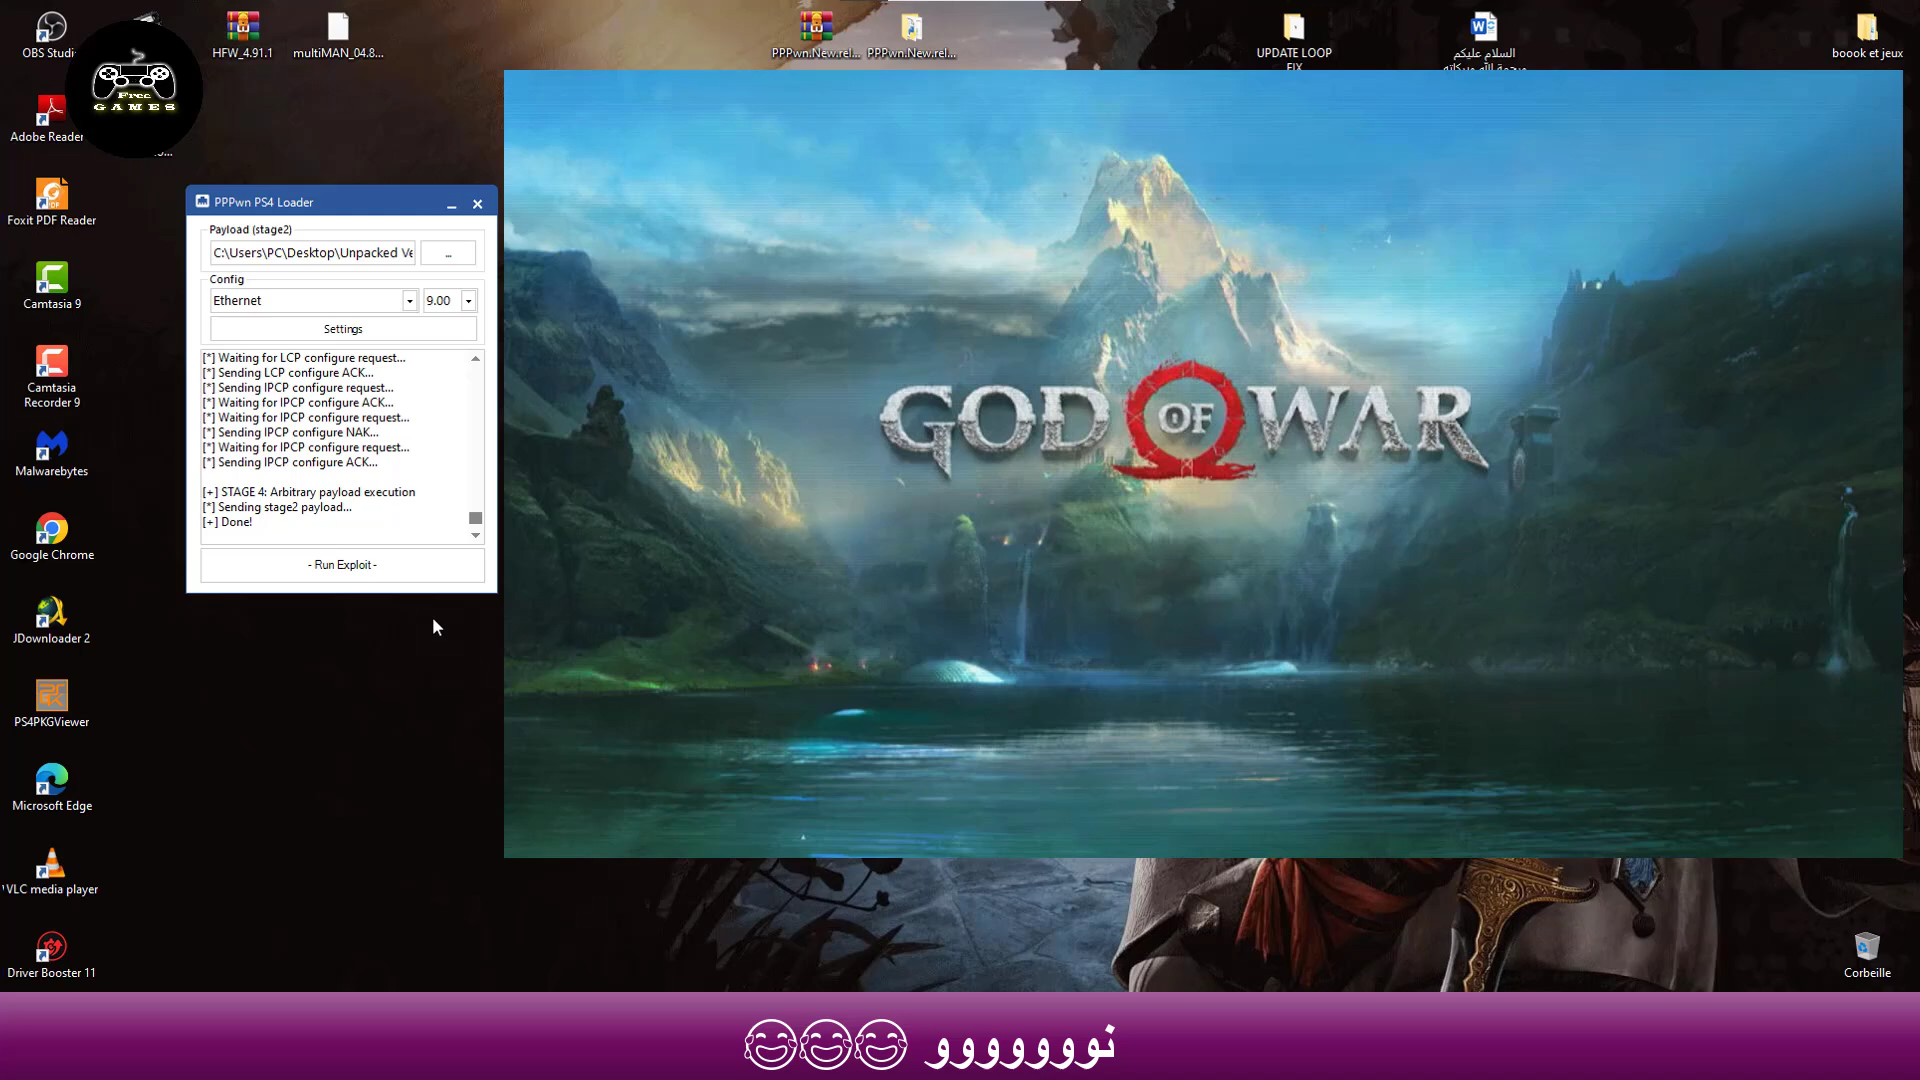 OBS Studi
HFW_4.91.1
multiMAN_04.8...
PPPwn.New.rel...
PPPwn.New.rel...
UPDATE LOOP
FIX
السلام عليكم
ورحمة الله وبركاته
boook et jeux
Free
GAMES
Adobe Reader
Foxit PDF Reader
Camtasia 9
Camtasia
Recorder 9
Malwarebytes
Google Chrome
JDownloader 2
PS4PKGViewer
Microsoft Edge
VLC media player
Driver Booster 11
PPPwn PS4 Loader
Payload (stage2)
C:\Users\PC\Desktop\Unpacked Ve
...
Config
Ethernet
9.00
Settings
[*] Waiting for LCP configure request...
[*] Sending LCP configure ACK...
[*] Sending IPCP configure request...
[*] Waiting for IPCP configure ACK...
[*] Waiting for IPCP configure request...
[*] Sending IPCP configure NAK...
[*] Waiting for IPCP configure request...
[*] Sending IPCP configure ACK...
[+] STAGE 4: Arbitrary payload execution
[*] Sending stage2 payload...
[+] Done!
- Run Exploit -
GOD OF WAR
Corbeille
نووووووو 😂😂😂